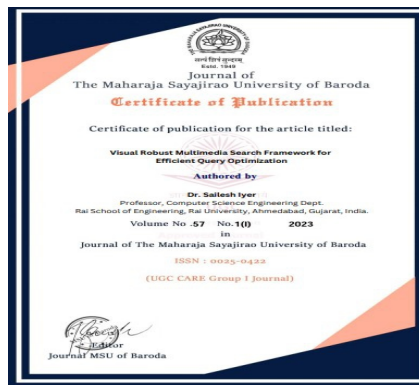 सत्यं शिवं सुन्दरम्
Estd. 1949
Journal of
The Maharaja Sayajirao University of Baroda
Certificate of Publication
Certificate of publication for the article titled:
Visual Robust Multimedia Search Framework for
Efficient Query Optimization
Authored by
Dr. Sailesh Iyer
Professor, Computer Science Engineering Dept.
Rai School of Engineering, Rai University, Ahmedabad, Gujarat, India.
Volume No .57 No.1(I) 2023
in
Journal of The Maharaja Sayajirao University of Baroda
ISSN : 0025-0422
(UGC CARE Group I Journal)
Editor
Journal MSU of Baroda